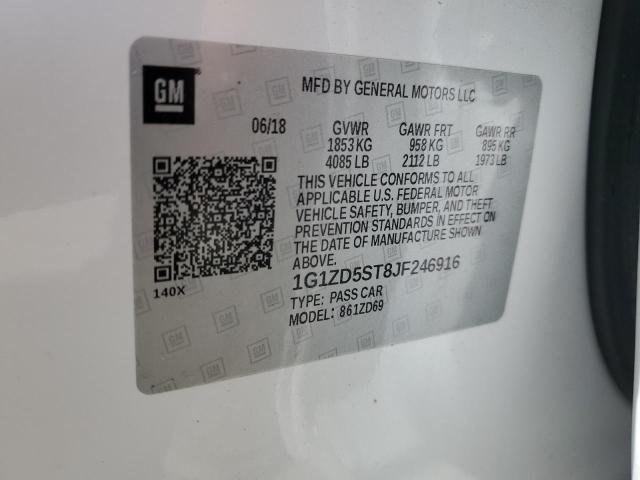 GM
MFD BY GENERAL MOTORS LLC
06/18 GVWR GAWR FRT GAWR RR
1853 KG 958 KG 895 KG
4085 LB 2112 LB 1973 LB
THIS VEHICLE CONFORMS TO ALL
APPLICABLE U.S. FEDERAL MOTOR
VEHICLE SAFETY, BUMPER, AND THEFT
PREVENTION STANDARDS IN EFFECT ON
THE DATE OF MANUFACTURE SHOWN
ABOVE.
140X
1G1ZD5ST8JF246916
TYPE: PASS CAR
MODEL: 861ZD69